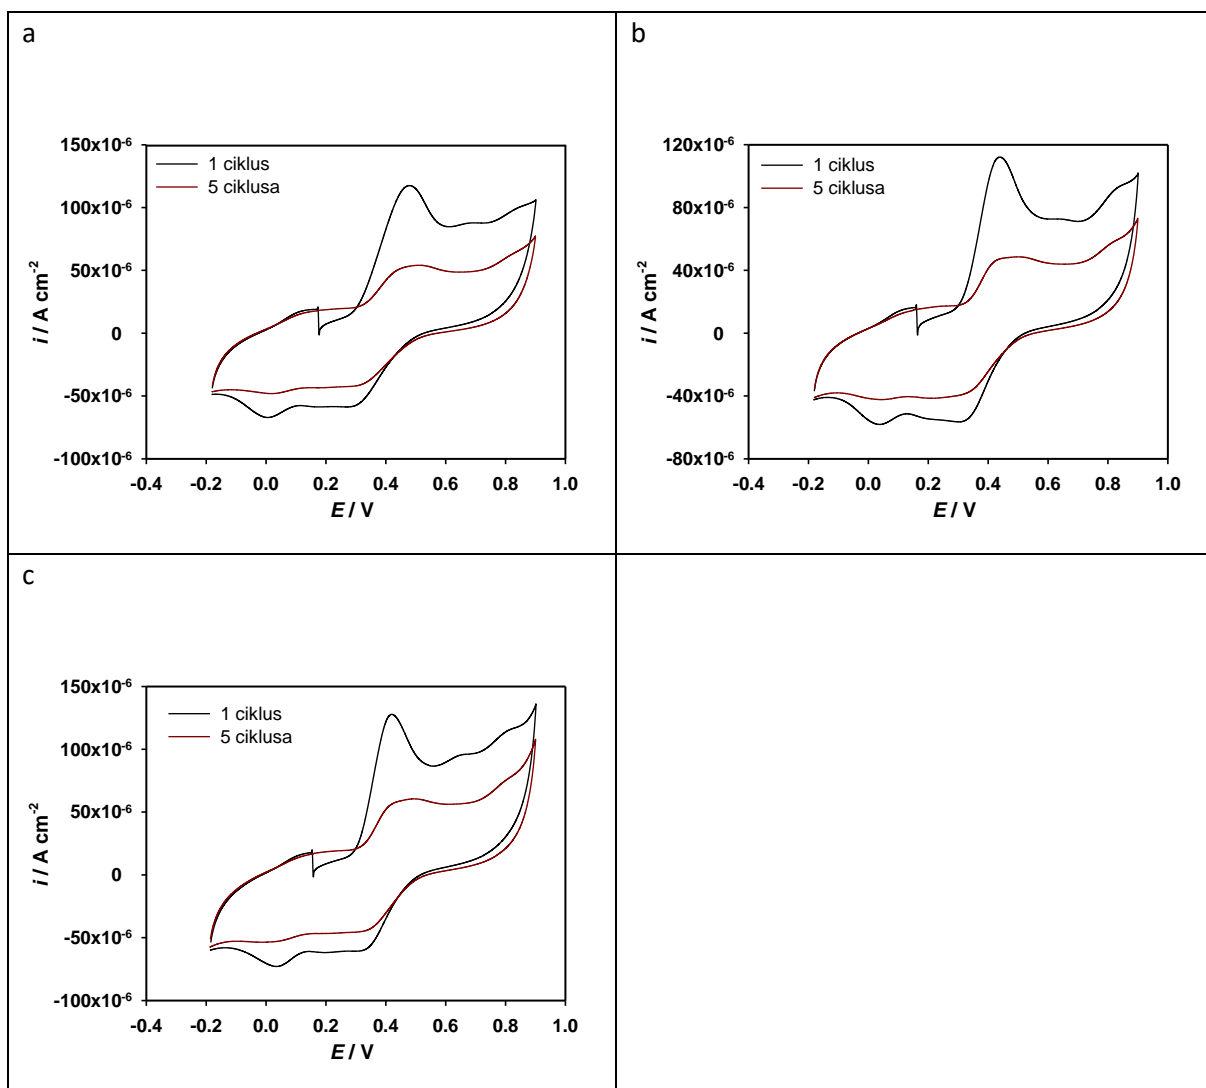 a
150x10-6
100x10-6
50x10-6
0
-50x10-6
-100x10-6
i / A cm-2
1 ciklus
5 ciklusa
-0.4 -0.2 0.0 0.2 0.4 0.6 0.8 1.0
E / V
b
120x10-6
80x10-6
40x10-6
0
-40x10-6
-80x10-6
i / A cm-2
1 ciklus
5 ciklusa
-0.4 -0.2 0.0 0.2 0.4 0.6 0.8 1.0
E / V
c
150x10-6
100x10-6
50x10-6
0
-50x10-6
-100x10-6
i / A cm-2
1 ciklus
5 ciklusa
-0.4 -0.2 0.0 0.2 0.4 0.6 0.8 1.0
E / V